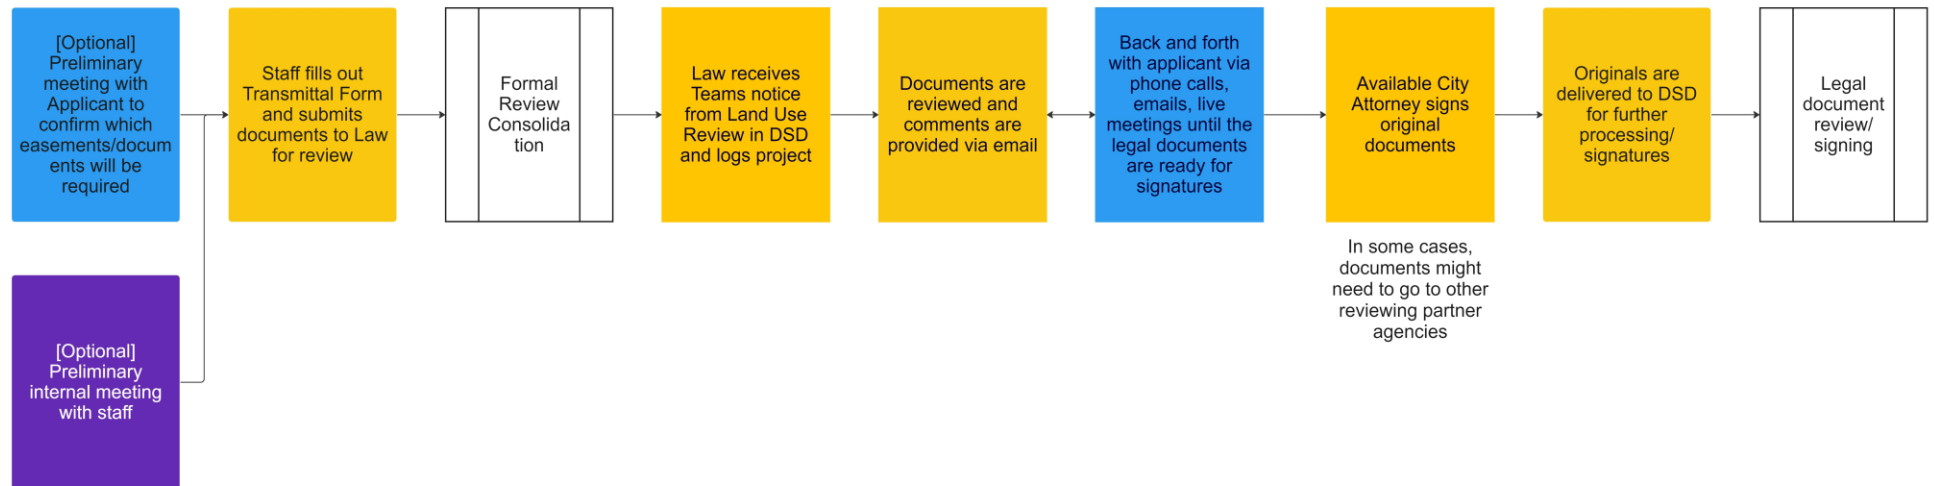 [Optional]
Preliminary
meeting with
Applicant to
confirm which
easements/docum
ents will be
required
Staff fills out
Transmittal Form
and submits
documents to Law
for review
Formal
Review
Consolida
tion
Law receives
Teams notice
from Land Use
Review in DSD
and logs project
Documents are
reviewed and
comments are
provided via email
Back and forth
with applicant via
phone calls,
emails, live
meetings until the
legal documents
are ready for
signatures
Available City
Attorney signs
original
documents
Originals are
delivered to DSD
for further
processing/
signatures
Legal
document
review/
signing
In some cases,
documents might
need to go to other
reviewing partner
agencies
[Optional]
Preliminary
internal meeting
with staff